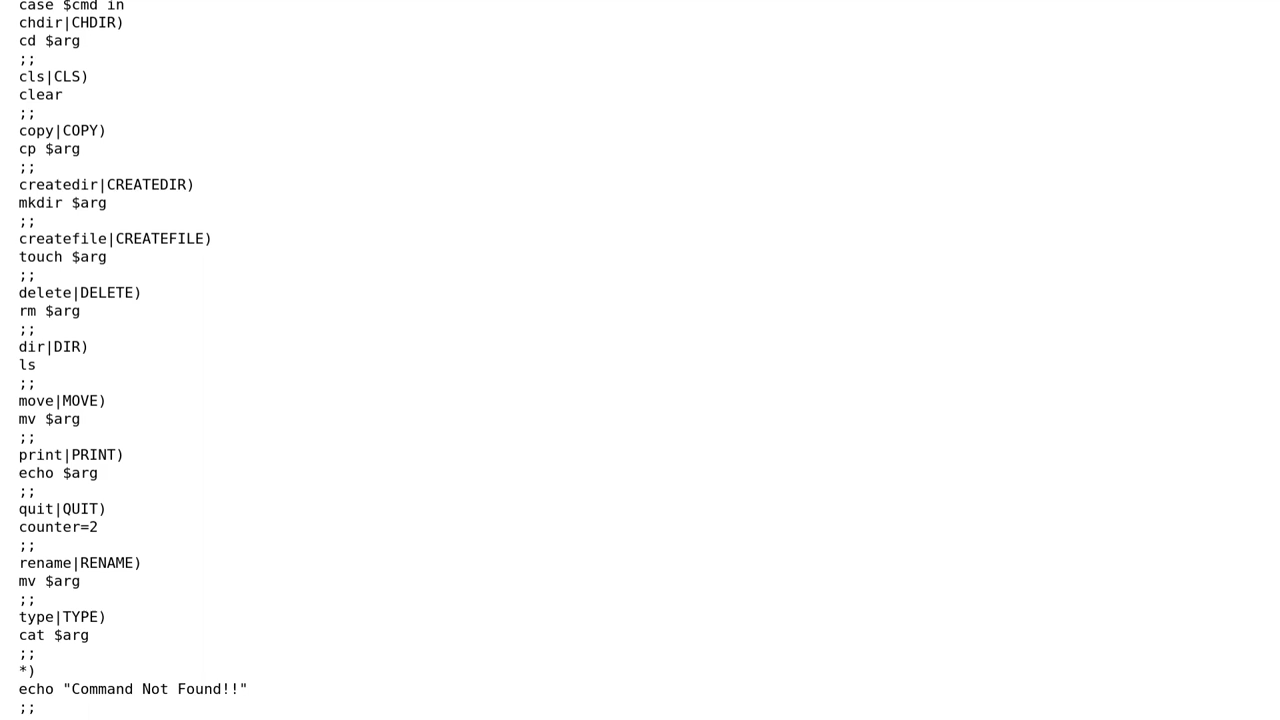 case $cmd in
chdir|CHDIR)
cd $arg
;;
cls|CLS)
clear
;;
copy|COPY)
cp $arg
;;
createdir|CREATEDIR)
mkdir $arg
;;
createfile|CREATEFILE)
touch $arg
;;
delete|DELETE)
rm $arg
;;
dir|DIR)
ls
;;
move|MOVE)
mv $arg
;;
print|PRINT)
echo $arg
;;
quit|QUIT)
counter=2
;;
rename|RENAME)
mv $arg
;;
type|TYPE)
cat $arg
;;
*)
echo "Command Not Found!!"
;;